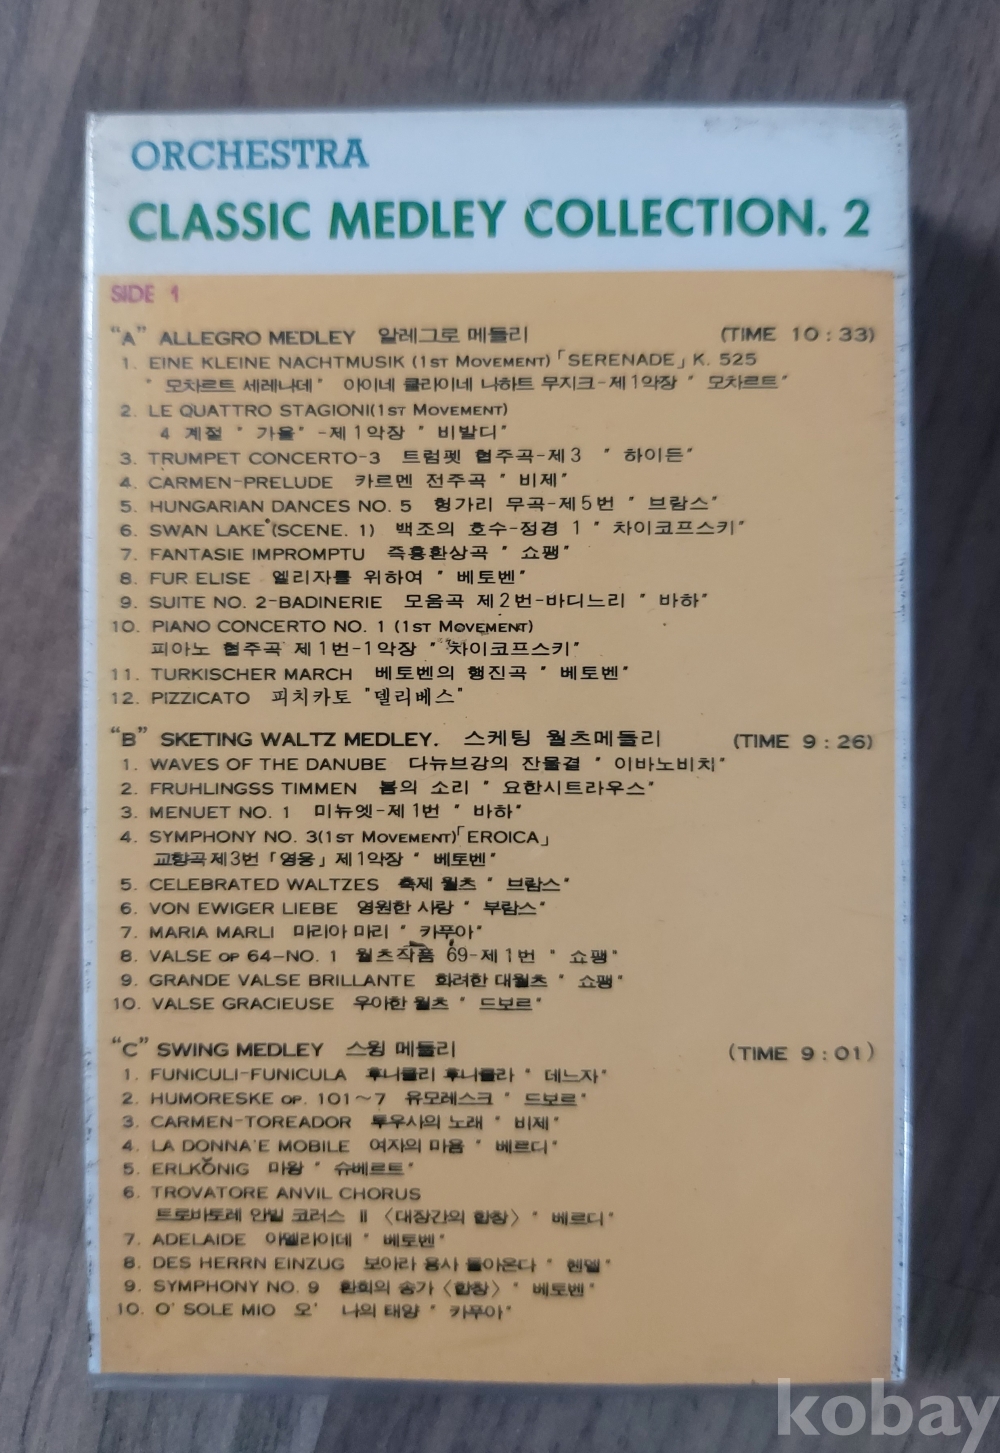 ORCHESTRA
CLASSIC MEDLEY COLLECTION. 2
SIDE 1
"A" ALLEGRO MEDLEY 알레그로 메들리 (TIME 10 : 33)
1. EINE KLEINE NACHTMUSIK (1ST MOVEMENT)「SERENADE」K. 525
" 모차르트 세레나데" 아이네 클라이네 나하트 무지크-제1악장 " 모차르트"
2. LE QUATTRO STAGIONI(1ST MOVEMENT)
4 계절 " 가을" -제1악장 " 비발디"
3. TRUMPET CONCERTO-3 트럼펫 협주곡-제3 " 하이든"
4. CARMEN-PRELUDE 카르멘 전주곡 " 비제"
5. HUNGARIAN DANCES NO. 5 헝가리 무곡-제5번 " 브람스"
6. SWAN LAKE (SCENE. 1) 백조의 호수-정경 1 " 차이코프스키"
7. FANTASIE IMPROMPTU 즉흥환상곡 " 쇼팽"
8. FUR ELISE 엘리자를 위하여 " 베토벤"
9. SUITE NO. 2-BADINERIE 모음곡 제2번-바디느리 " 바하"
10. PIANO CONCERTO NO. 1 (1ST MOVEMENT)
피아노 협주곡 제1번-1악장 " 차이코프스키"
11. TURKISCHER MARCH 베토벤의 행진곡 " 베토벤"
12. PIZZICATO 피치카토 "델리베스"
"B" SKETING WALTZ MEDLEY. 스케팅 월츠메들리 (TIME 9 : 26)
1. WAVES OF THE DANUBE 다뉴브강의 잔물결 " 이바노비치"
2. FRUHLINGSS TIMMEN 봄의 소리 " 요한시트라우스"
3. MENUET NO. 1 미뉴엣-제1번 " 바하"
4. SYMPHONY NO. 3(1ST MOVEMENT)「EROICA」
교향곡제3번「영웅」제1악장 " 베토벤"
5. CELEBRATED WALTZES 축제 월츠 " 브람스"
6. VON EWIGER LIEBE 영원한 사랑 " 부람스"
7. MARIA MARLI 마리아 마리 " 카푸아"
8. VALSE OP 64-NO. 1 월츠작품 69-제1번 " 쇼팽"
9. GRANDE VALSE BRILLANTE 화려한 대월츠 " 쇼팽"
10. VALSE GRACIEUSE 우아한 월츠 " 드보르"
"C" SWING MEDLEY 스윙 메들리 (TIME 9 : 01)
1. FUNICULI-FUNICULA 후니쿨리 후니쿨라 " 데느자"
2. HUMORESKE OP. 101~7 유모레스크 " 드보르"
3. CARMEN-TOREADOR 투우사의 노래 " 비제"
4. LA DONNA'E MOBILE 여자의 마음 " 베르디"
5. ERLKÖNIG 마왕 " 슈베르트"
6. TROVATORE ANVIL CHORUS
트로바토레 안빌 코러스 Ⅱ 〈대장간의 합창〉 " 베르디"
7. ADELAIDE 아델라이데 " 베토벤"
8. DES HERRN EINZUG 보아라 용사 돌아온다 " 헨델"
9. SYMPHONY NO. 9 환희의 송가〈합창〉 " 베토벤"
10. O' SOLE MIO 오' 나의 태양 " 카푸아"
kobay